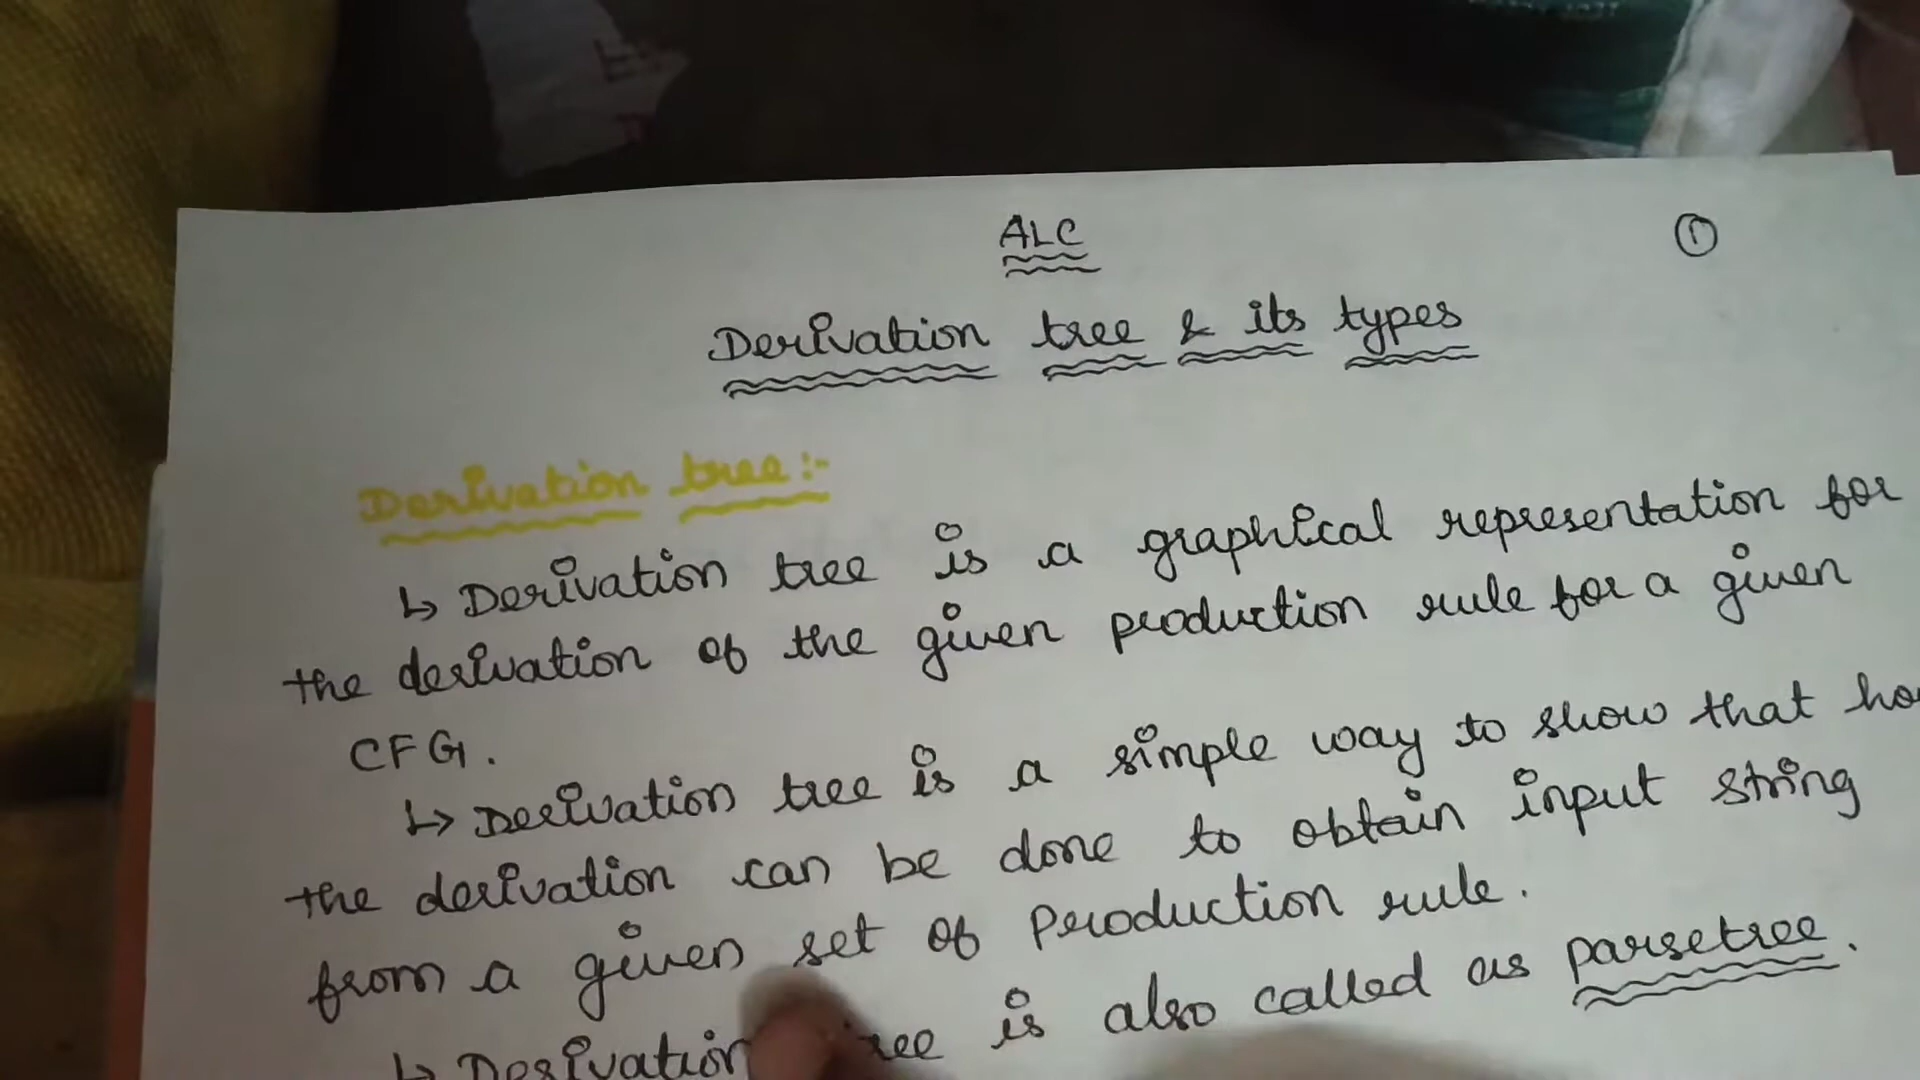 ALC
①
Derivation tree & its types
Derivation tree :-
↳ Derivation tree is a graphical representation for
the derivation of the given production rule for a given
CFG.
↳ Derivation tree is a simple way to show that
the derivation can be done to obtain input string
from a given set of Production rule.
↳ Derivation is also called as parsetree.